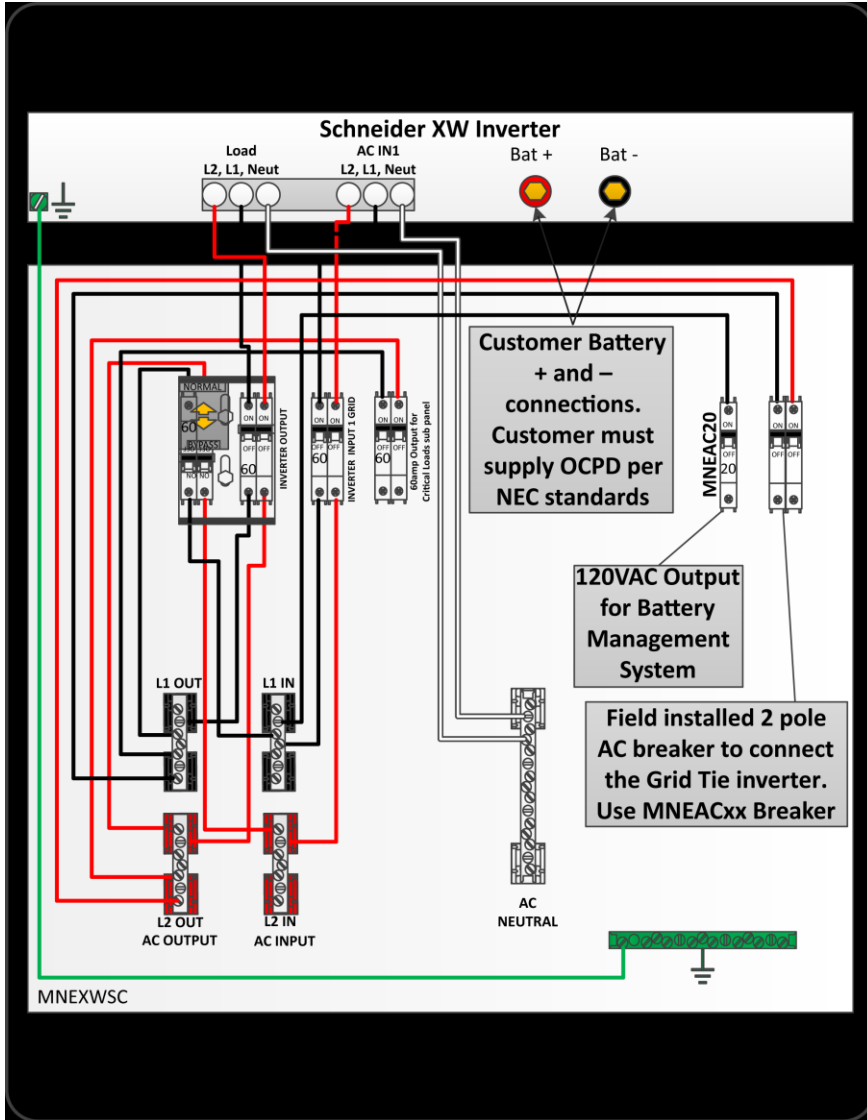 Schneider XW Inverter
Load
L2, L1, Neut
AC IN1
L2, L1, Neut
Bat +
Bat -
Customer Battery
+ and –
connections.
Customer must
supply OCPD per
NEC standards
NORMAL
60
BYPASS
NO
NO
ON
ON
OFF
OFF
60
INVERTER OUTPUT
ON
ON
OFF
OFF
60
INVERTER INPUT 1 GRID
ON
ON
OFF
OFF
60
60amp Output for
Critical Loads sub panel
MNEAC20
ON
OFF
20
ON
ON
OFF
OFF
120VAC Output
for Battery
Management
System
Field installed 2 pole
AC breaker to connect
the Grid Tie inverter.
Use MNEACxx Breaker
L1 OUT
L1 IN
L2 OUT
AC OUTPUT
L2 IN
AC INPUT
AC
NEUTRAL
MNEXWSC